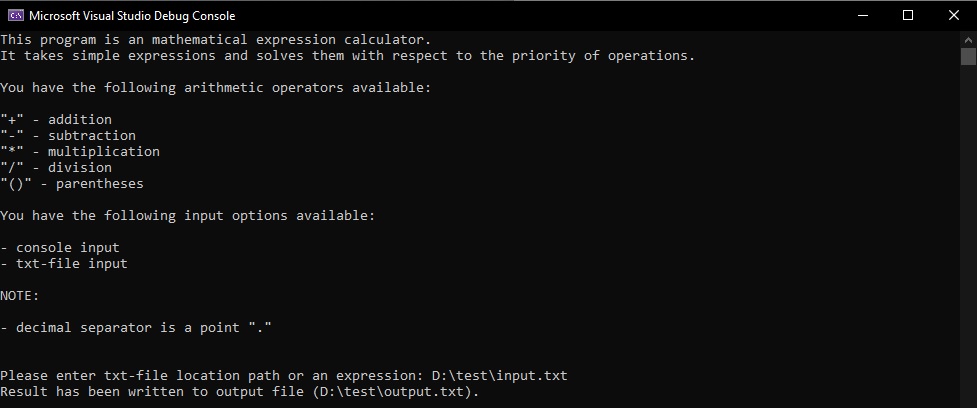 Microsoft Visual Studio Debug Console
This program is an mathematical expression calculator.
It takes simple expressions and solves them with respect to the priority of operations.
You have the following arithmetic operators available:
"+" - addition
"-" - subtraction
"*" - multiplication
"/" - division
"()" - parentheses
You have the following input options available:
- console input
- txt-file input
NOTE:
- decimal separator is a point "."
Please enter txt-file location path or an expression: D:\test\input.txt
Result has been written to output file (D:\test\output.txt).